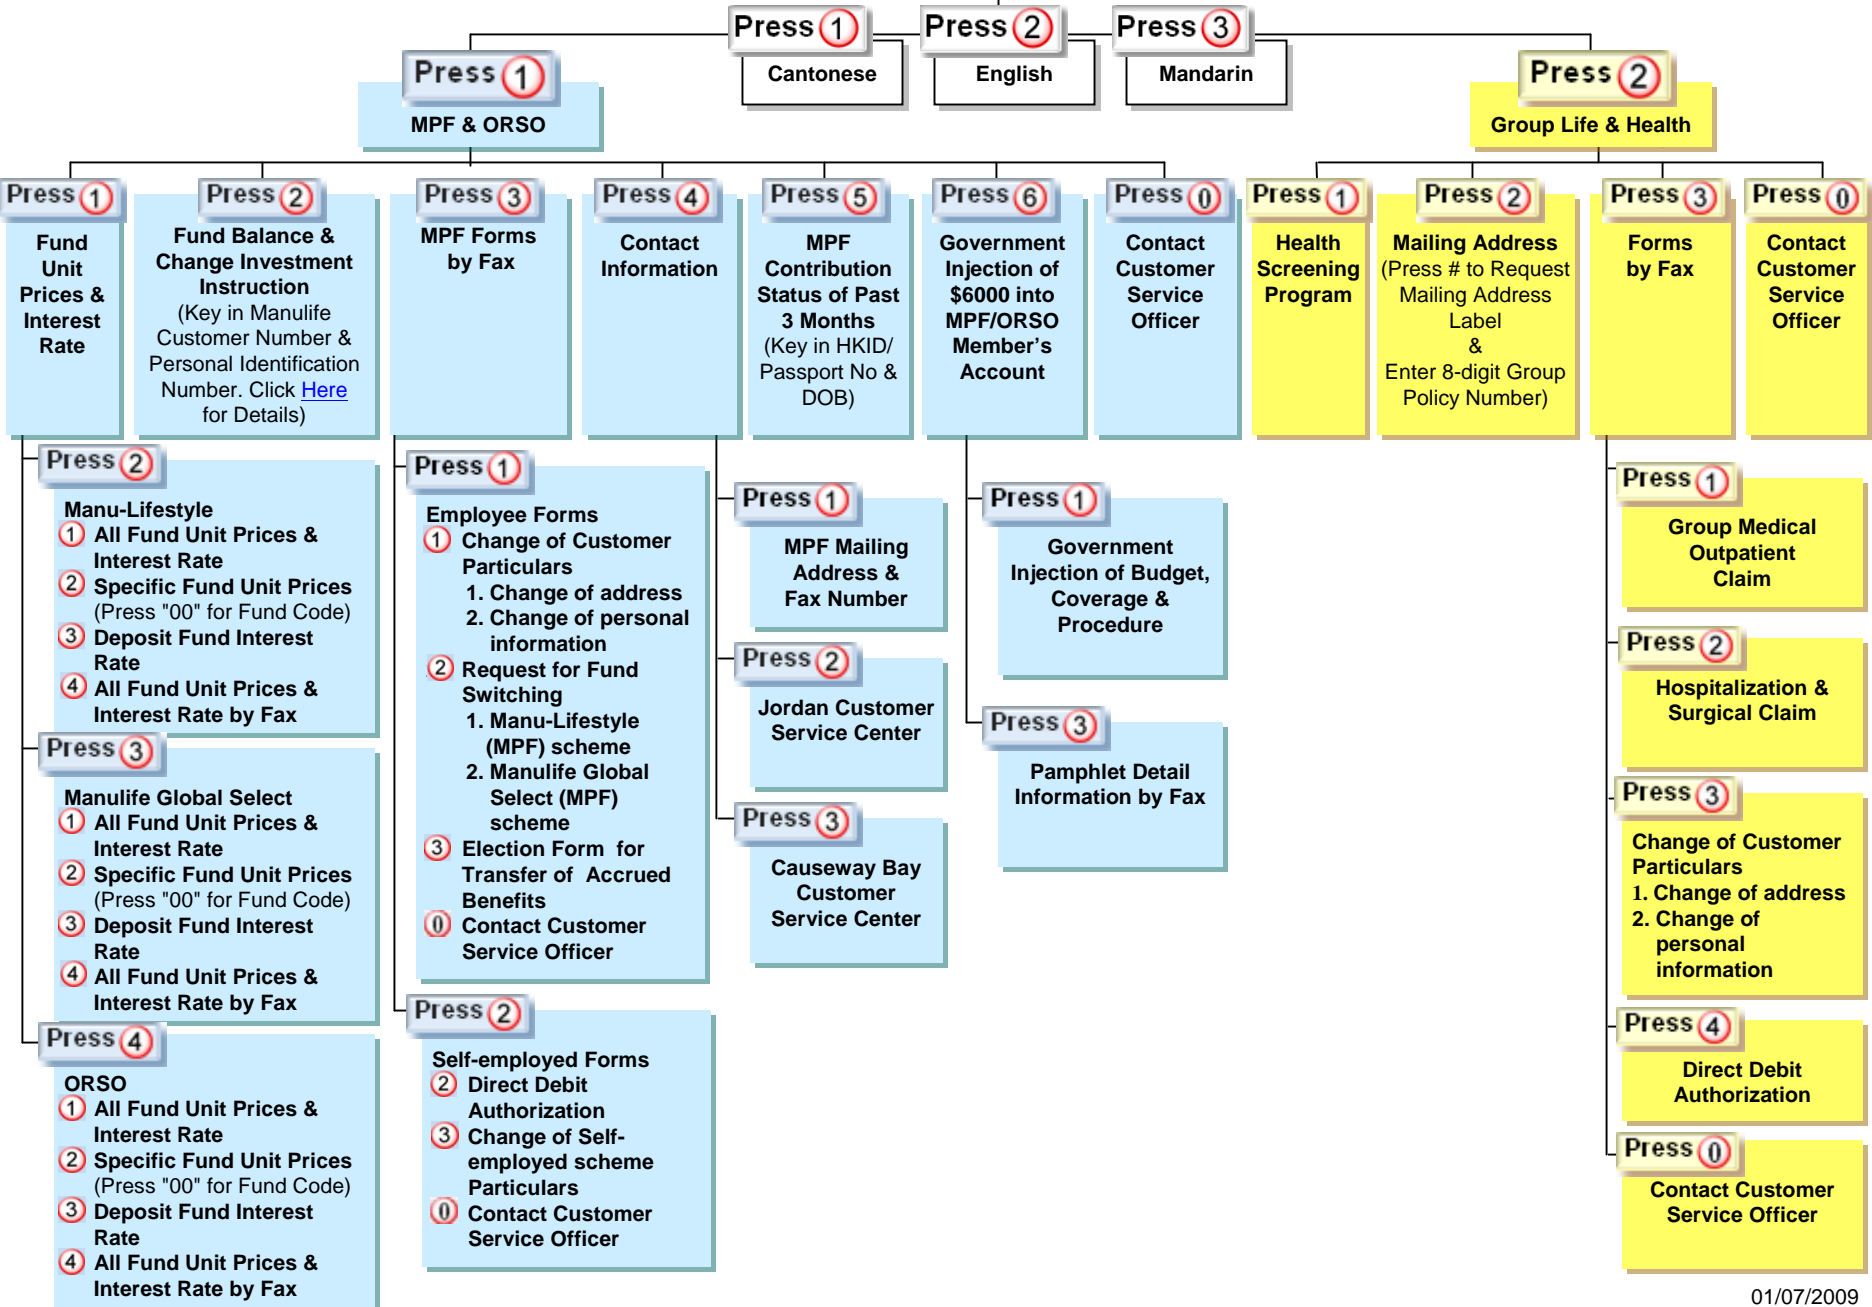 Press 1
Cantonese
Press 2
English
Press 3
Mandarin
Press 1
MPF & ORSO
Press 2
Group Life & Health
Press 1
Fund
Unit
Prices &
Interest
Rate
Press 2
Fund Balance &
Change Investment
Instruction
(Key in Manulife
Customer Number &
Personal Identification
Number. Click Here
for Details)
Press 3
MPF Forms
by Fax
Press 4
Contact
Information
Press 5
MPF
Contribution
Status of Past
3 Months
(Key in HKID/
Passport No &
DOB)
Press 6
Government
Injection of
$6000 into
MPF/ORSO
Member's
Account
Press 0
Contact
Customer
Service
Officer
Press 1
Health
Screening
Program
Press 2
Mailing Address
(Press # to Request
Mailing Address
Label
&
Enter 8-digit Group
Policy Number)
Press 3
Forms
by Fax
Press 0
Contact
Customer
Service
Officer
Press 2
Manu-Lifestyle
1 All Fund Unit Prices &
Interest Rate
2 Specific Fund Unit Prices
(Press "00" for Fund Code)
3 Deposit Fund Interest
Rate
4 All Fund Unit Prices &
Interest Rate by Fax
Press 3
Manulife Global Select
1 All Fund Unit Prices &
Interest Rate
2 Specific Fund Unit Prices
(Press "00" for Fund Code)
3 Deposit Fund Interest
Rate
4 All Fund Unit Prices &
Interest Rate by Fax
Press 4
ORSO
1 All Fund Unit Prices &
Interest Rate
2 Specific Fund Unit Prices
(Press "00" for Fund Code)
3 Deposit Fund Interest
Rate
4 All Fund Unit Prices &
Interest Rate by Fax
Press 1
Employee Forms
1 Change of Customer
Particulars
1. Change of address
2. Change of personal
information
2 Request for Fund
Switching
1. Manu-Lifestyle
(MPF) scheme
2. Manulife Global
Select (MPF)
scheme
3 Election Form for
Transfer of Accrued
Benefits
0 Contact Customer
Service Officer
Press 2
Self-employed Forms
2 Direct Debit
Authorization
3 Change of Self-
employed scheme
Particulars
0 Contact Customer
Service Officer
Press 1
MPF Mailing
Address &
Fax Number
Press 2
Jordan Customer
Service Center
Press 3
Causeway Bay
Customer
Service Center
Press 1
Government
Injection of Budget,
Coverage &
Procedure
Press 3
Pamphlet Detail
Information by Fax
Press 1
Group Medical
Outpatient
Claim
Press 2
Hospitalization &
Surgical Claim
Press 3
Change of Customer
Particulars
1. Change of address
2. Change of
personal
information
Press 4
Direct Debit
Authorization
Press 0
Contact Customer
Service Officer
01/07/2009